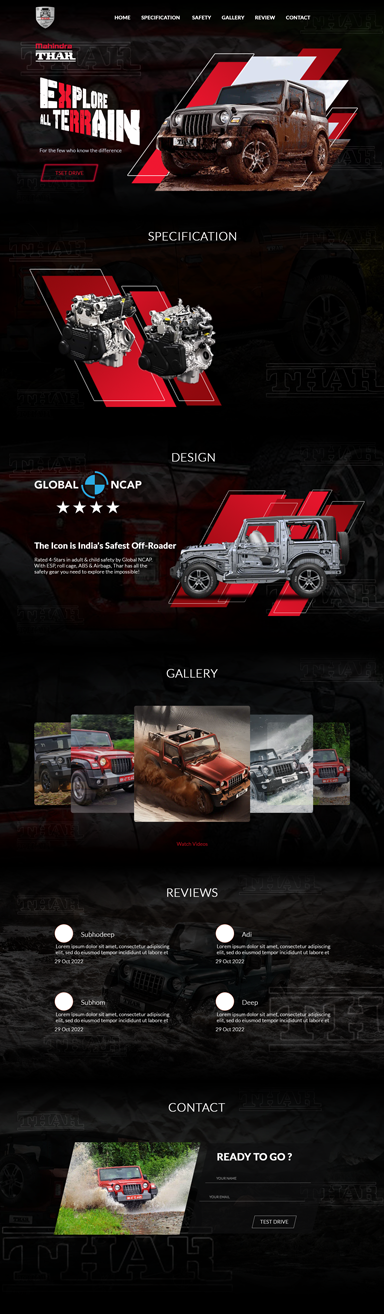 HOME SPECIFICATION SAFETY GALLERY REVIEW CONTACT
Mahindra
THAR
EXPLORE
ALL TERRAIN
For the few who know the difference
TSET DRIVE
SPECIFICATION
THAR
DESIGN
GLOBAL NCAP
The Icon is India's Safest Off-Roader
Rated 4-Stars in adult & child safety by Global NCAP.
With ESP, roll cage, ABS & Airbags, Thar has all the
safety gear you need to explore the impossible!
GALLERY
Watch Videos
REVIEWS
Subhodeep
Lorem ipsum dolor sit amet, consectetur adipiscing
elit, sed do eiusmod tempor incididunt ut labore et
29 Oct 2022
Adi
Lorem ipsum dolor sit amet, consectetur adipiscing
elit, sed do eiusmod tempor incididunt ut labore et
29 Oct 2022
Subhom
Lorem ipsum dolor sit amet, consectetur adipiscing
elit, sed do eiusmod tempor incididunt ut labore et
29 Oct 2022
Deep
Lorem ipsum dolor sit amet, consectetur adipiscing
elit, sed do eiusmod tempor incididunt ut labore et
29 Oct 2022
CONTACT
READY TO GO ?
YOUR NAME
YOUR EMAIL
TEST DRIVE
THAR